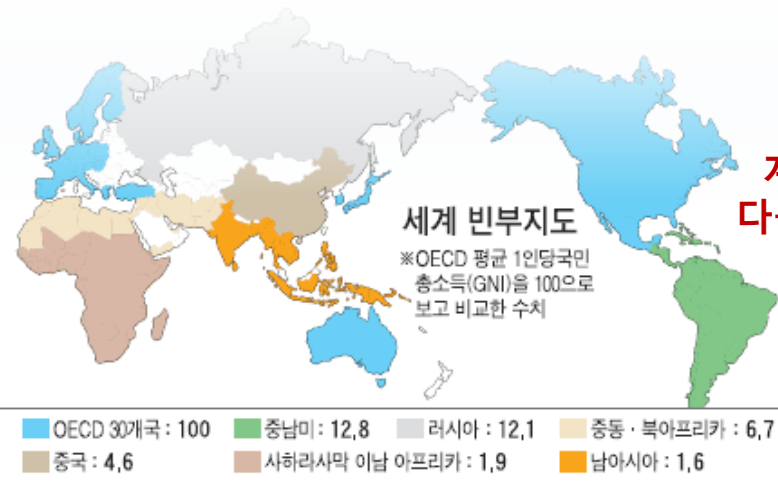 세계 빈부지도
※OECD 평균 1인당국민
총소득(GNI)을 100으로
보고 비교한 수치
OECD 30개국 : 100 중남미 : 12,8 러시아 : 12,1 중동·북아프리카 : 6,7
중국 : 4,6 사하라사막 이남 아프리카 : 1,9 남아시아 : 1,6